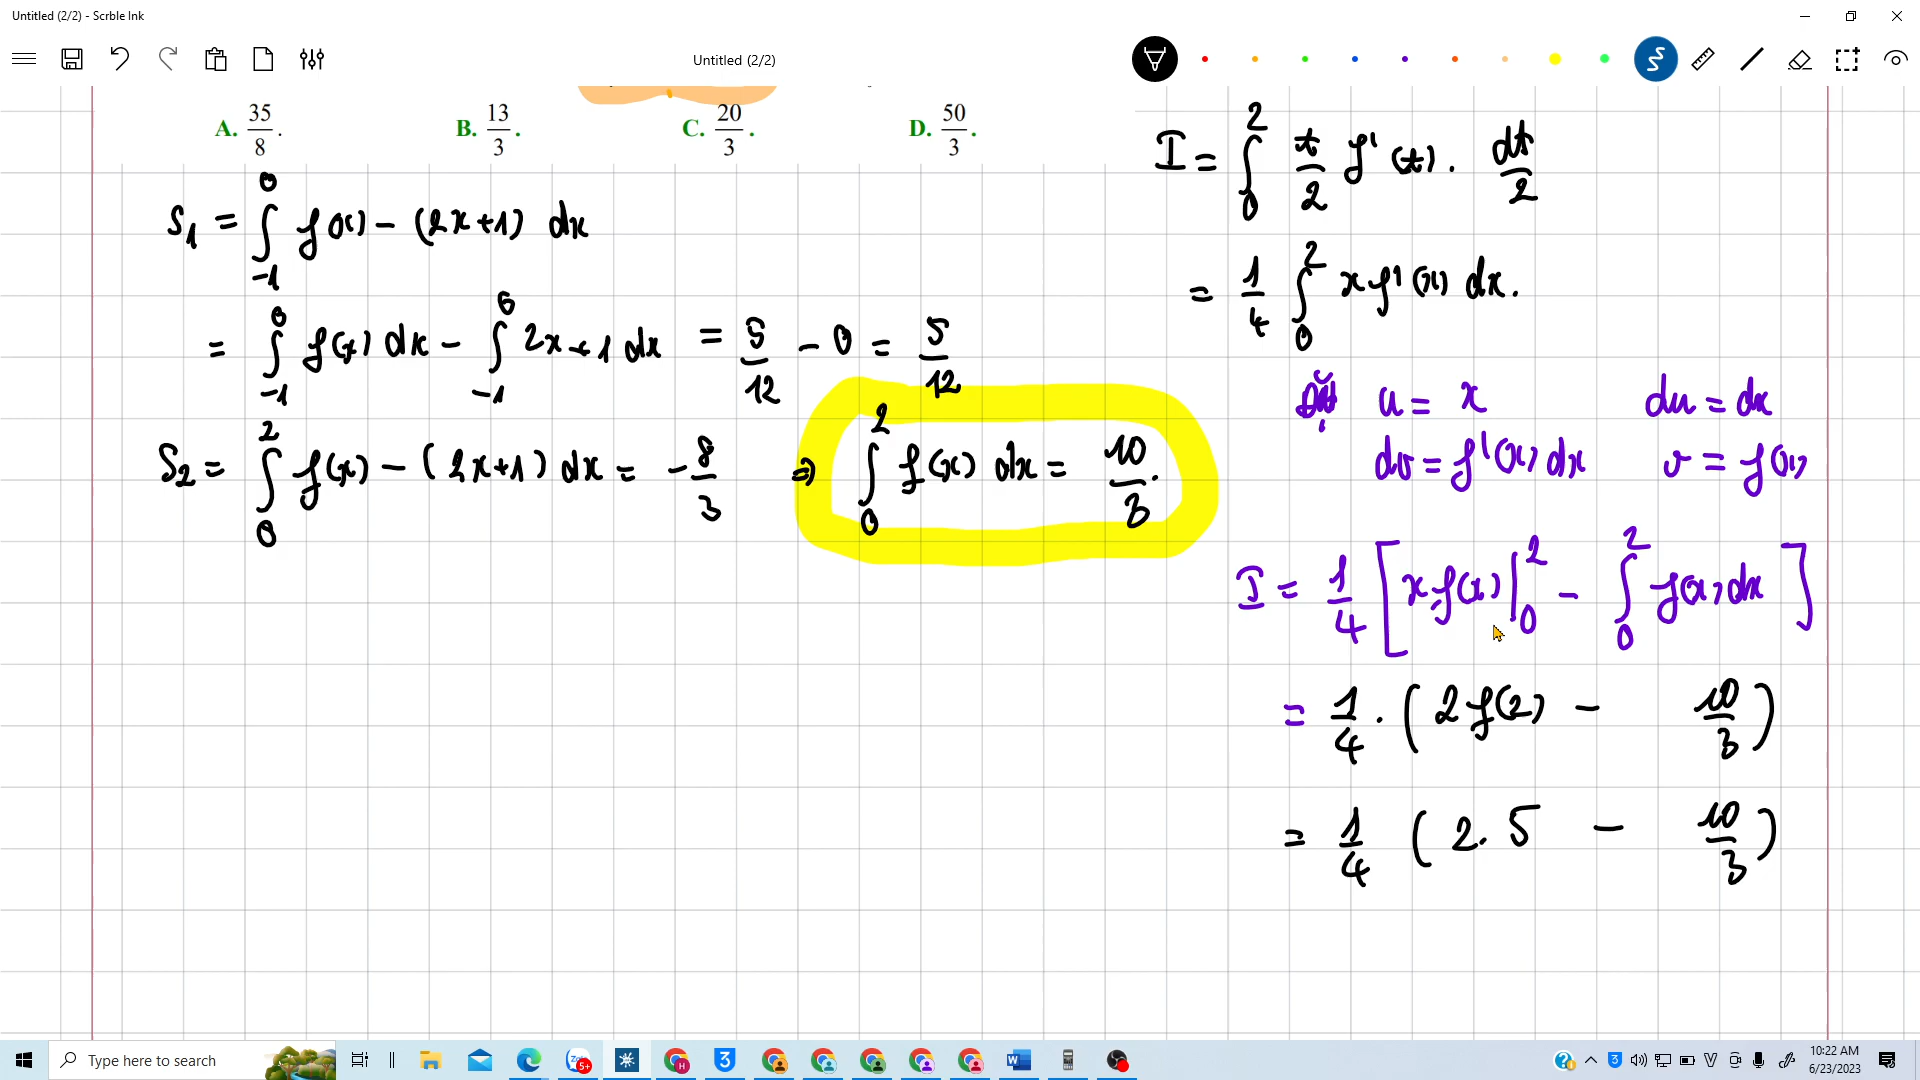 Untitled (2/2) - Scrble Ink
Untitled (2/2)
A. 35/8. B. 13/3. C. 20/3. D. 50/3.
S₁ = ∫₋₁⁰ f(x) - (2x+1) dx
= ∫₋₁⁰ f(x) dx - ∫₋₁⁰ 2x+1 dx = 5/12 - 0 = 5/12
S₂ = ∫₀² f(x) - (2x+1) dx = -8/3 ⇒ ∫₀² f(x) dx = 10/3.
I = ∫₀² t/2 f'(t). dt/2
= 1/4 ∫₀² x f'(x) dx.
Đặt u = x du = dx
dv = f'(x) dx v = f(x)
I = 1/4 [x.f(x)|₀² - ∫₀² f(x) dx]
= 1/4 . (2f(2) - 10/3)
= 1/4 (2.5 - 10/3)
Type here to search
10:22 AM
6/23/2023